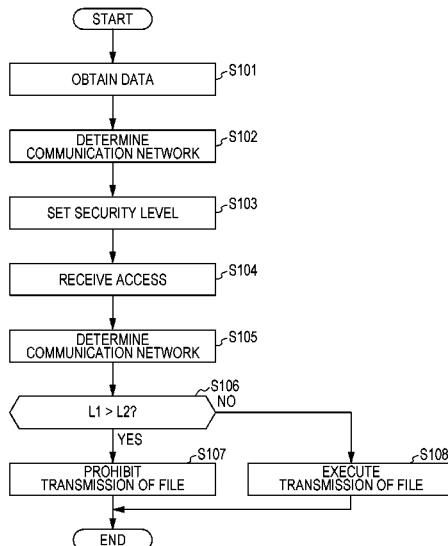 START
OBTAIN DATA
S101
DETERMINE
COMMUNICATION NETWORK
S102
SET SECURITY LEVEL
S103
RECEIVE ACCESS
S104
DETERMINE
COMMUNICATION NETWORK
S105
L1 > L2?
S106
NO
YES
PROHIBIT
TRANSMISSION OF FILE
S107
EXECUTE
TRANSMISSION OF FILE
S108
END